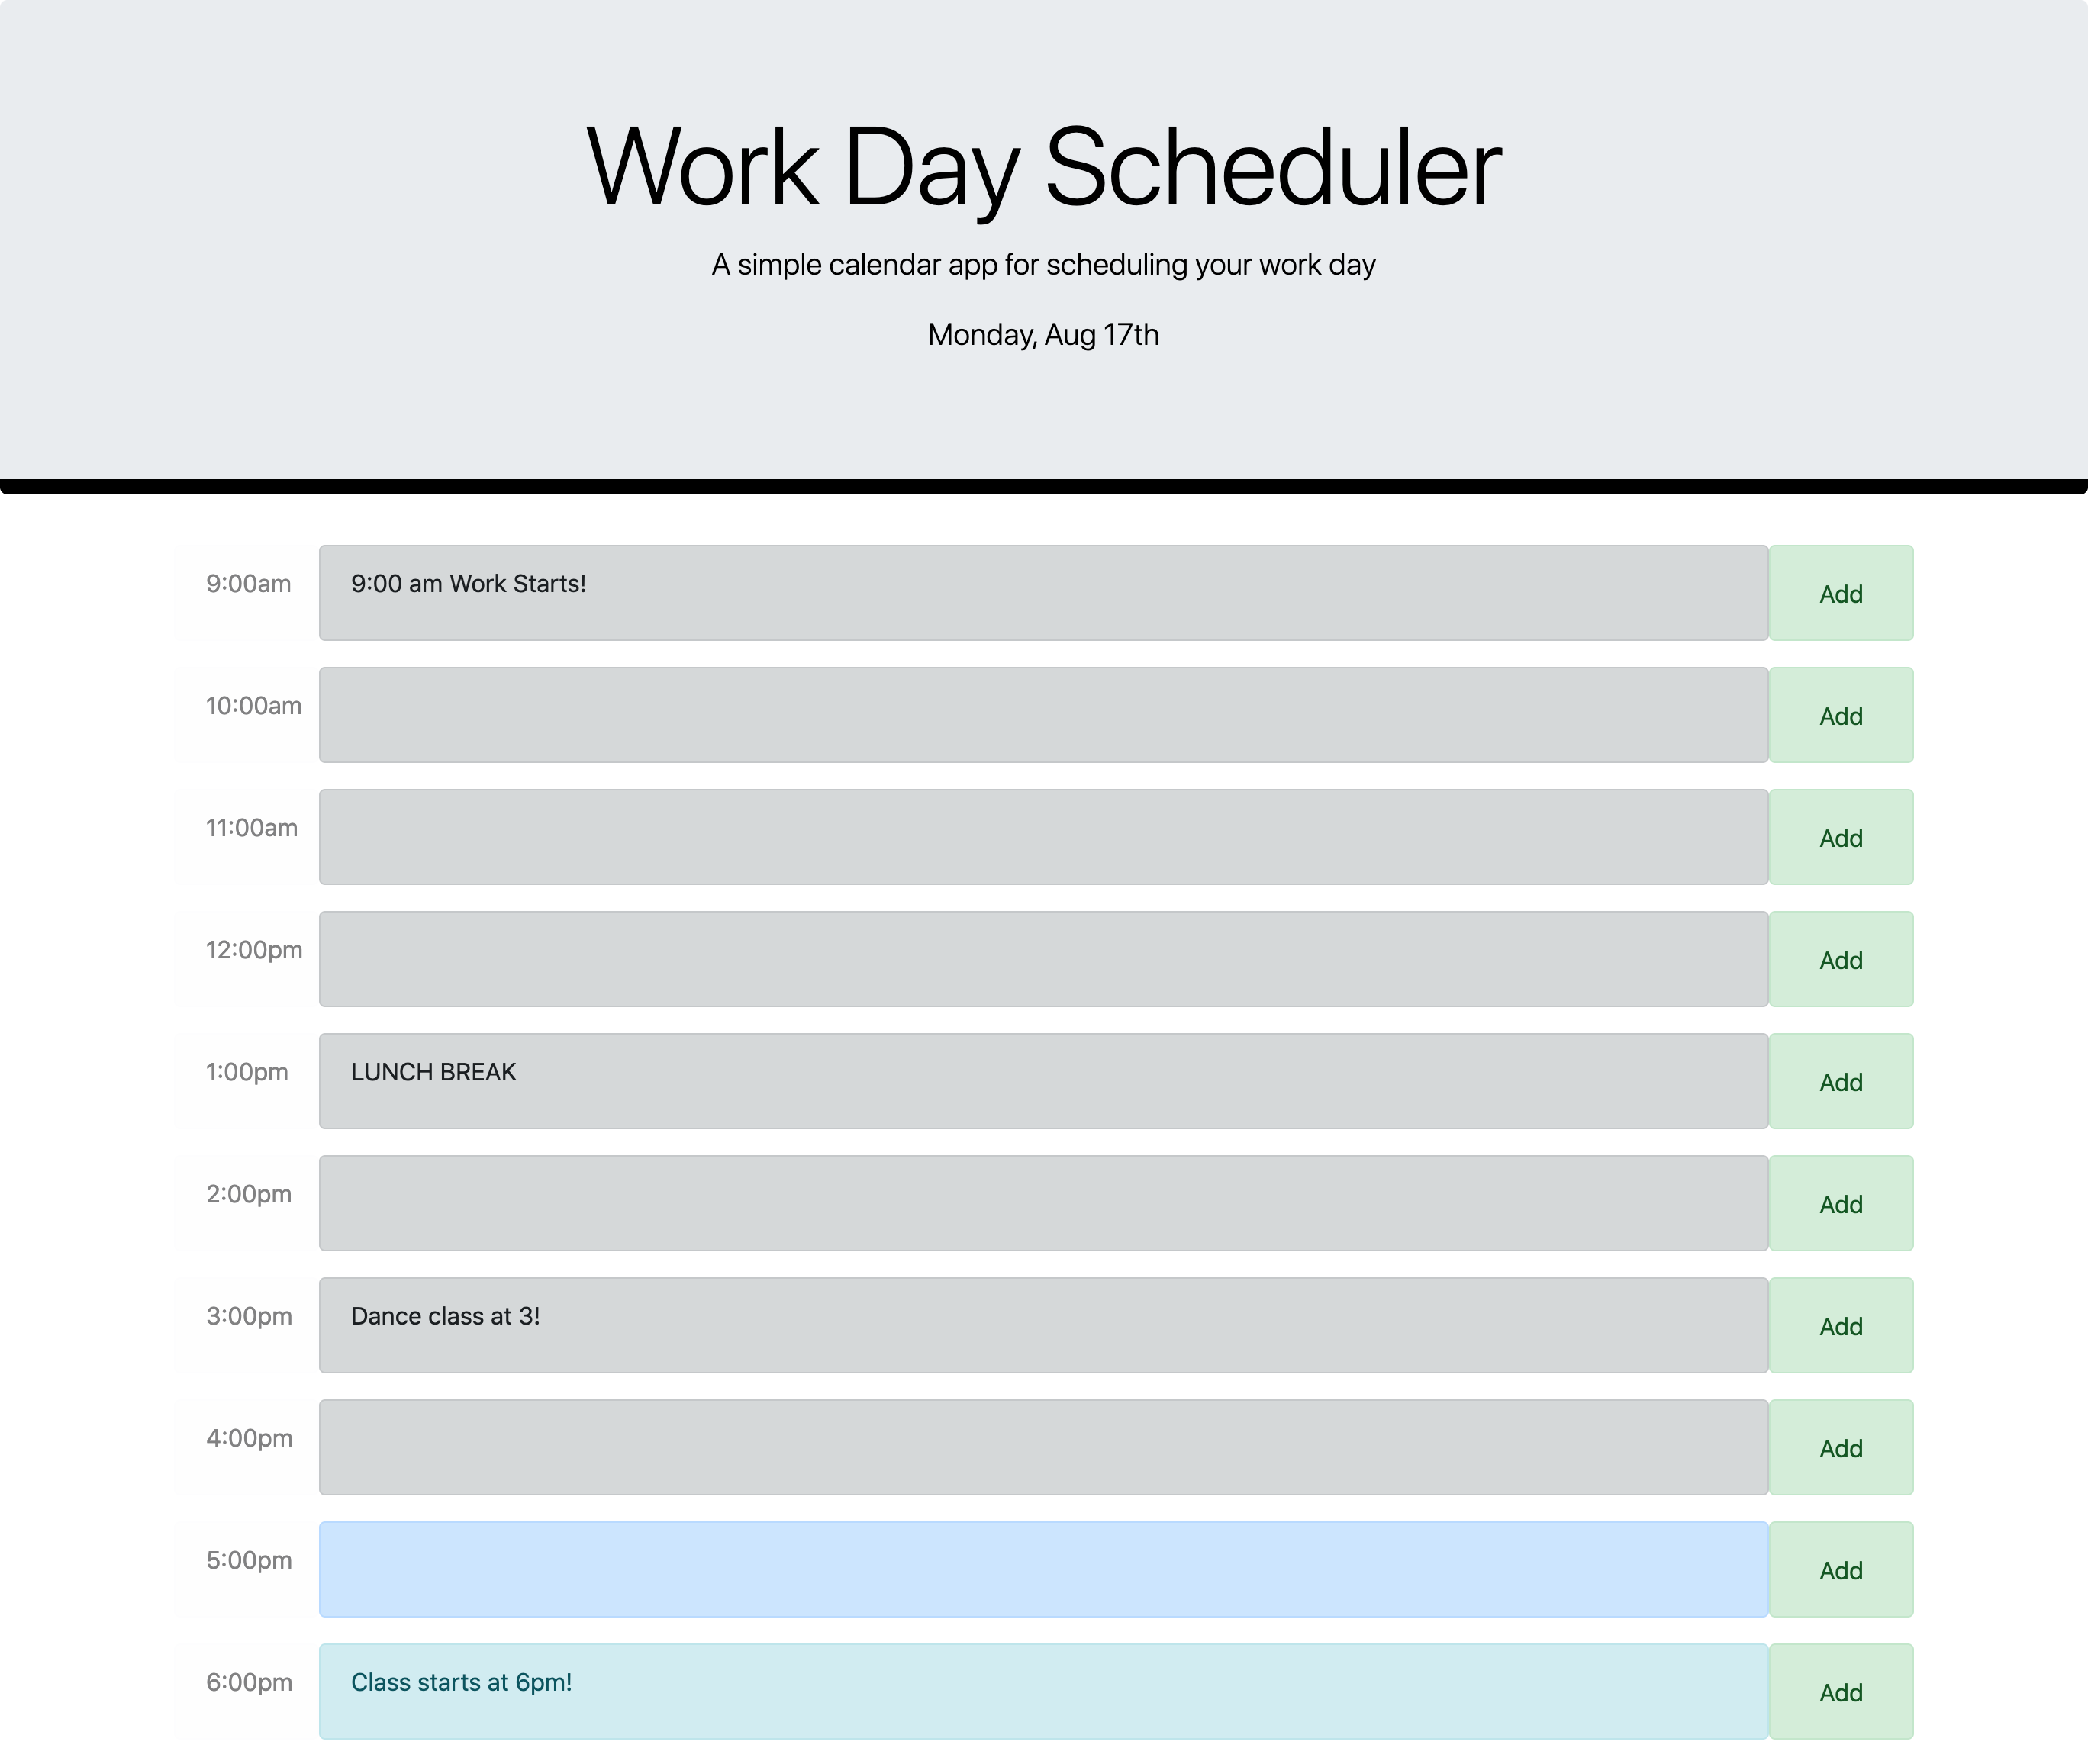 Work Day Scheduler
A simple calendar app for scheduling your work day
Monday, Aug 17th
9:00am 9:00 am Work Starts! Add
10:00am Add
11:00am Add
12:00pm Add
1:00pm LUNCH BREAK Add
2:00pm Add
3:00pm Dance class at 3! Add
4:00pm Add
5:00pm Add
6:00pm Class starts at 6pm! Add